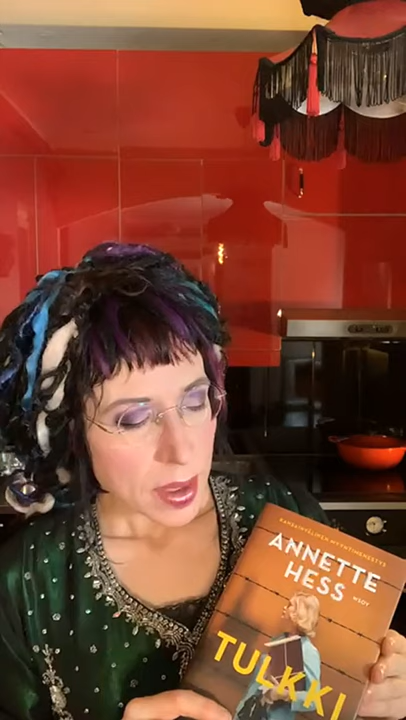 KANSAINVÄLINEN MYYNTIMENESTYS
ANNETTE
HESS
WSOY
TULKKI